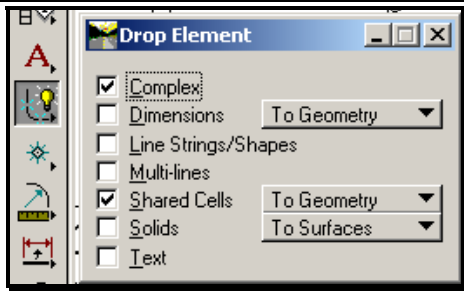 Drop Element
Complex
Dimensions To Geometry
Line Strings/Shapes
Multi-lines
Shared Cells To Geometry
Solids To Surfaces
Text